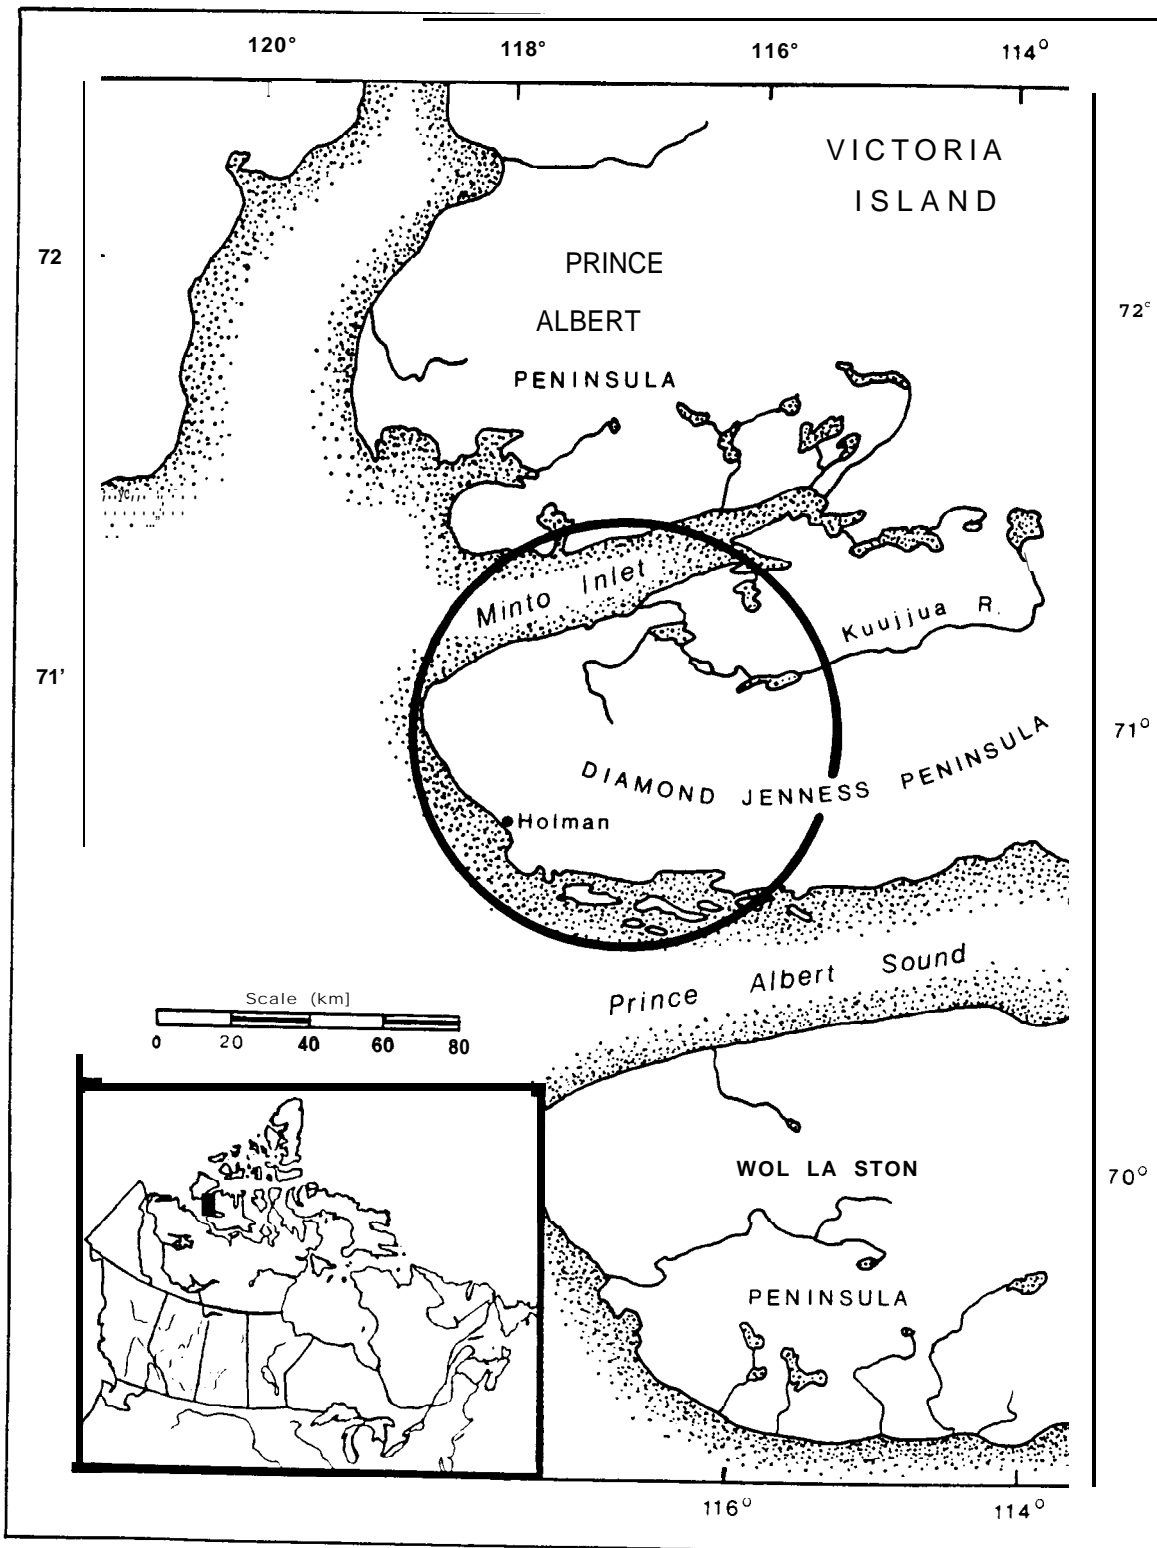 120° 118° 116° 114°
VICTORIA
ISLAND
72
PRINCE
72°
ALBERT
PENINSULA
Minto Inlet
Kuujjua R.
71'
71°
DIAMOND JENNESS PENINSULA
Holman
Prince Albert Sound
Scale (km]
0 20 40 60 80
WOL LA STON
70°
PENINSULA
116° 114°